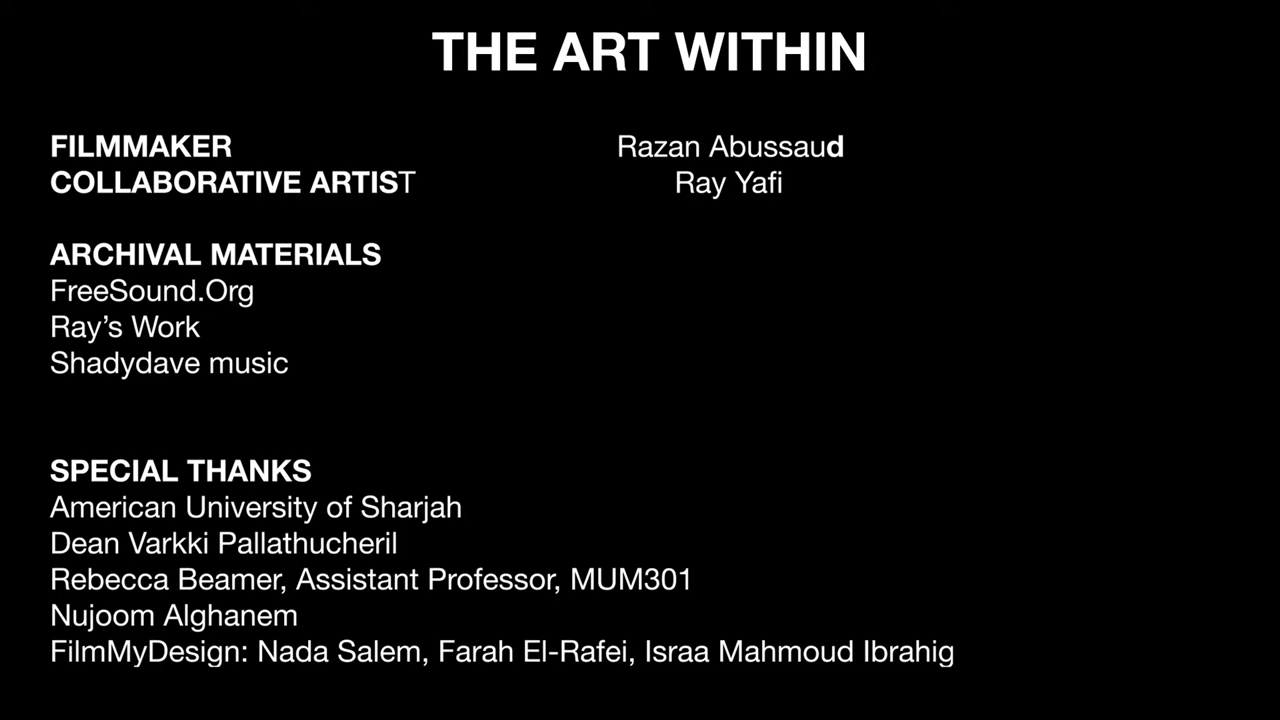 THE ART WITHIN
FILMMAKER Razan Abussaud
COLLABORATIVE ARTIST Ray Yafi
ARCHIVAL MATERIALS
FreeSound.Org
Ray’s Work
Shadydave music
SPECIAL THANKS
American University of Sharjah
Dean Varkki Pallathucheril
Rebecca Beamer, Assistant Professor, MUM301
Nujoom Alghanem
FilmMyDesign: Nada Salem, Farah El-Rafei, Israa Mahmoud Ibrahig